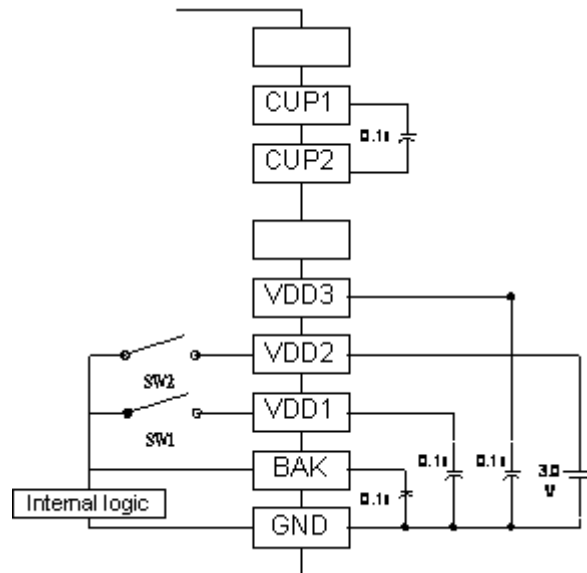 CUP1
0.1u
CUP2
VDD3
VDD2
SW2
VDD1
SW1
BAK
0.1u
0.1u
3.0
V
Internal logic
0.1u
GND